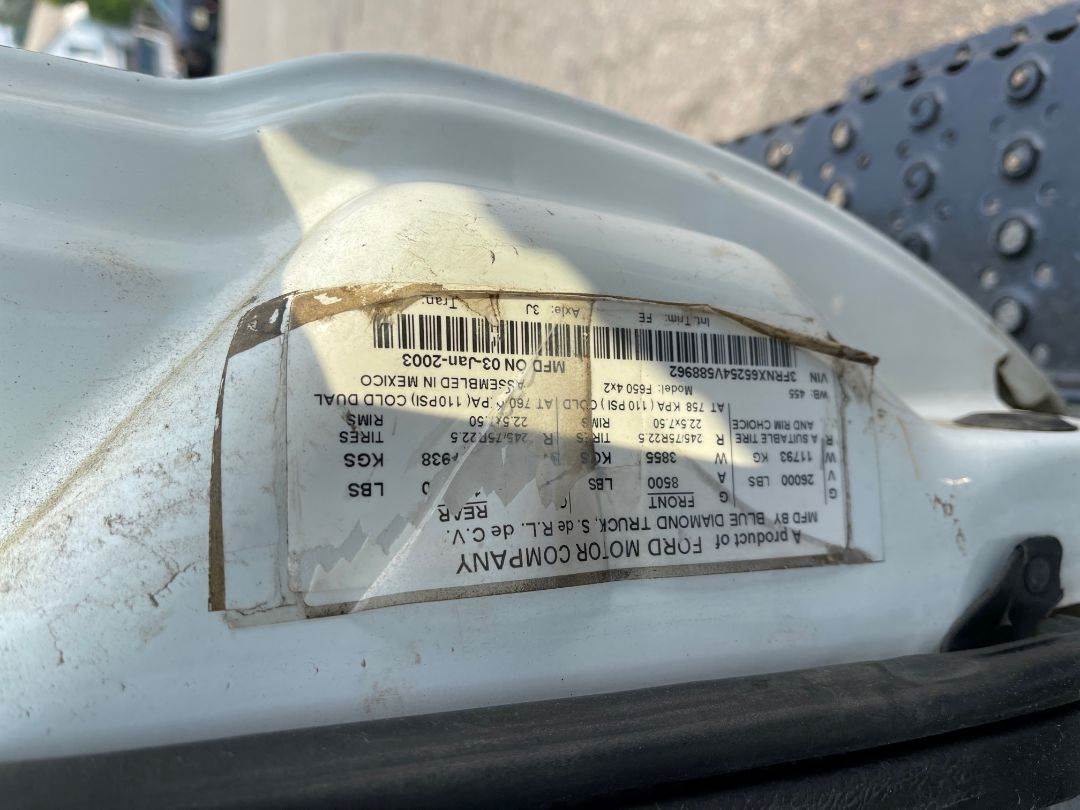 A product of FORD MOTOR COMPANY
MFD BY BLUE DIAMOND TRUCK, S. de R.L. de C.V.
G FRONT REAR
G A
V 26000 LBS W 8500 LBS LBS
W 11793 KG R 3855 KGS KGS
R
A SUITABLE TIRE 245/75R22.5 TIRES 245/75R22.5 TIRES
AND RIM CHOICE 22.5x7.50 RIMS 22.5x7.50 RIMS
AT 758 KPA ( 110 PSI ) COLD AT 760 KPA( 110PSI) COLD DUAL
WB: 455 Model: F650 4x2 ASSEMBLED IN MEXICO
VIN 3FRNX65254V588962 MFD ON 03-Jan-2003
Int. Trim: FE Axle: 3J Tran: